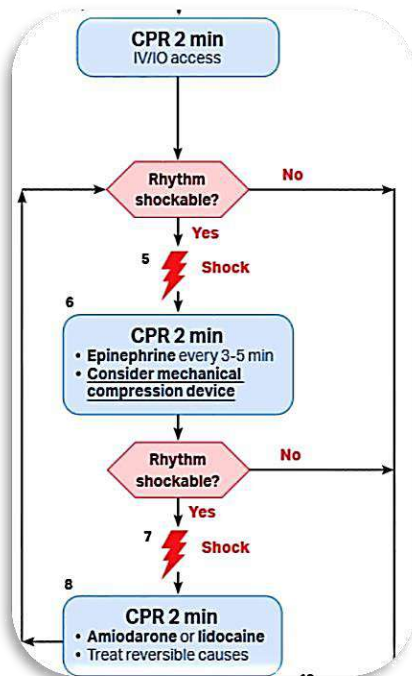 CPR 2 min
IV/IO access
Rhythm
shockable?
No
Yes
5
Shock
6
CPR 2 min
• Epinephrine every 3-5 min
• Consider mechanical
compression device
Rhythm
shockable?
No
Yes
7
Shock
8
CPR 2 min
• Amiodarone or lidocaine
• Treat reversible causes